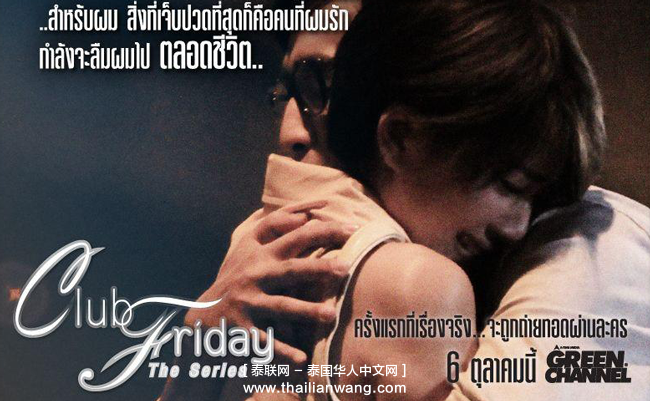 ..สำหรับผม สิ่งที่เจ็บปวดที่สุดก็คือคนที่ผมรัก
กำลังจะลืมผมไป ตลอดชีวิต..
Club
Friday
The Series
[ 泰联网 - 泰国华人中文网 ]
www.thailianwang.com
ครั้งแรกที่เรื่องจริง...จะถูกถ่ายทอดผ่านละคร
6 ตุลาคมนี้
GREEN
CHANNEL